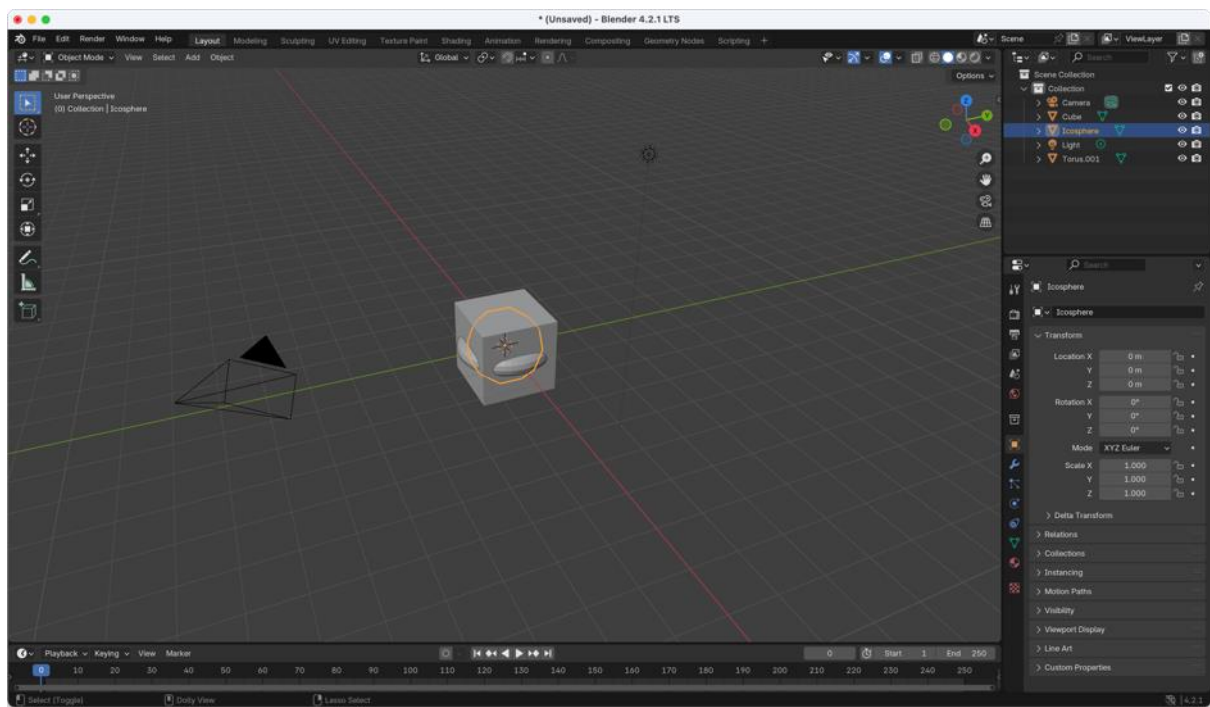 * (Unsaved) - Blender 4.2.1 LTS
File Edit Render Window Help Layout Modeling Sculpting UV Editing Texture Paint Shading Animation Rendering Compositing Geometry Nodes Scripting + Scene ViewLayer
Object Mode View Select Add Object Global Search
Options
User Perspective
(0) Collection | Icosphere
Scene Collection
Collection
Camera
Cube
Icosphere
Light
Torus.001
Z
Y
X
Search
Icosphere
Icosphere
Transform
Location X 0 m
Y 0 m
Z 0 m
Rotation X 0°
Y 0°
Z 0°
Mode XYZ Euler
Scale X 1.000
Y 1.000
Z 1.000
Delta Transform
Relations
Collections
Instancing
Motion Paths
Visibility
Viewport Display
Line Art
Custom Properties
Playback Keying View Marker 0 Start 1 End 250
0 10 20 30 40 50 60 70 80 90 100 110 120 130 140 150 160 170 180 190 200 210 220 230 240 250
Select (Toggle) Dolly View Lasso Select 4.2.1